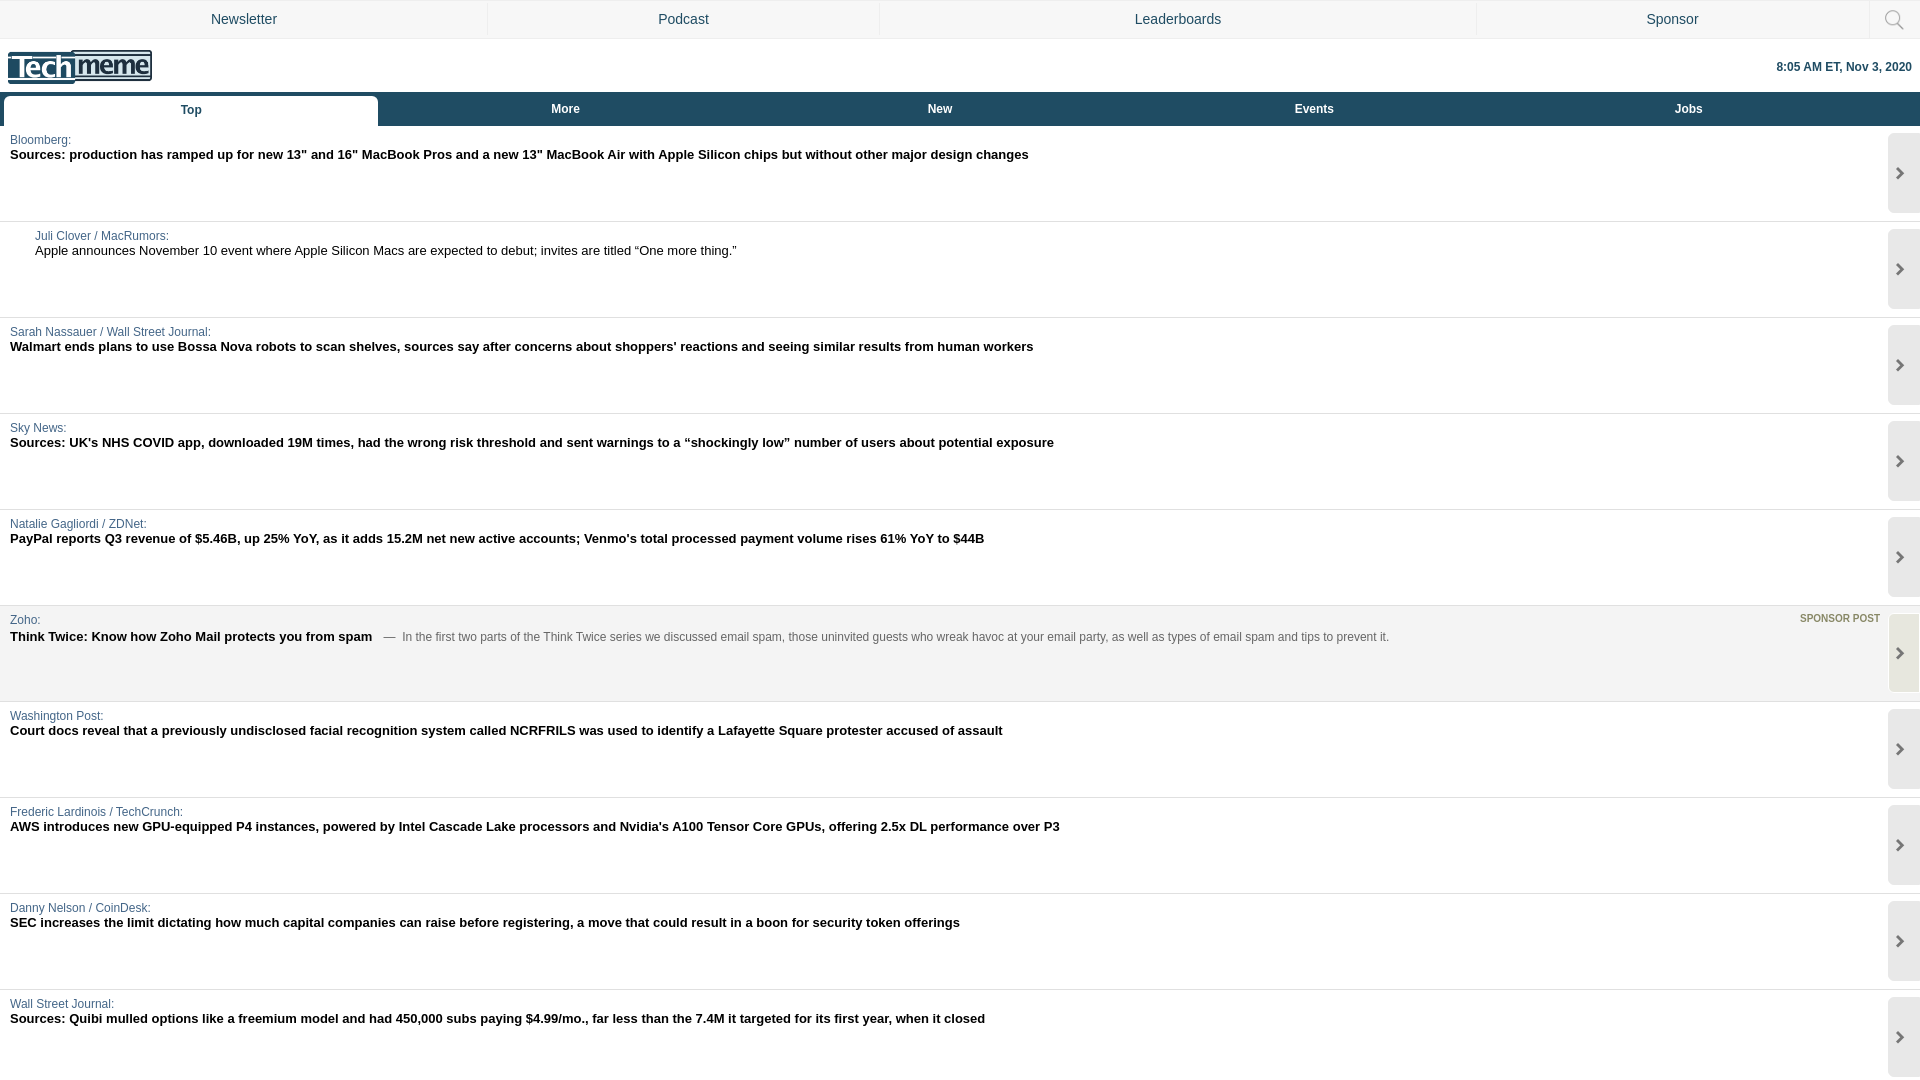 Newsletter
Podcast
Leaderboards
Sponsor
Techmeme
8:05 AM ET, Nov 3, 2020
Top
More
New
Events
Jobs
Bloomberg:
Sources: production has ramped up for new 13" and 16" MacBook Pros and a new 13" MacBook Air with Apple Silicon chips but without other major design changes
Juli Clover / MacRumors:
Apple announces November 10 event where Apple Silicon Macs are expected to debut; invites are titled “One more thing.”
Sarah Nassauer / Wall Street Journal:
Walmart ends plans to use Bossa Nova robots to scan shelves, sources say after concerns about shoppers' reactions and seeing similar results from human workers
Sky News:
Sources: UK's NHS COVID app, downloaded 19M times, had the wrong risk threshold and sent warnings to a “shockingly low” number of users about potential exposure
Natalie Gagliordi / ZDNet:
PayPal reports Q3 revenue of $5.46B, up 25% YoY, as it adds 15.2M net new active accounts; Venmo's total processed payment volume rises 61% YoY to $44B
Zoho:
SPONSOR POST
Think Twice: Know how Zoho Mail protects you from spam — In the first two parts of the Think Twice series we discussed email spam, those uninvited guests who wreak havoc at your email party, as well as types of email spam and tips to prevent it.
Washington Post:
Court docs reveal that a previously undisclosed facial recognition system called NCRFRILS was used to identify a Lafayette Square protester accused of assault
Frederic Lardinois / TechCrunch:
AWS introduces new GPU-equipped P4 instances, powered by Intel Cascade Lake processors and Nvidia's A100 Tensor Core GPUs, offering 2.5x DL performance over P3
Danny Nelson / CoinDesk:
SEC increases the limit dictating how much capital companies can raise before registering, a move that could result in a boon for security token offerings
Wall Street Journal:
Sources: Quibi mulled options like a freemium model and had 450,000 subs paying $4.99/mo., far less than the 7.4M it targeted for its first year, when it closed